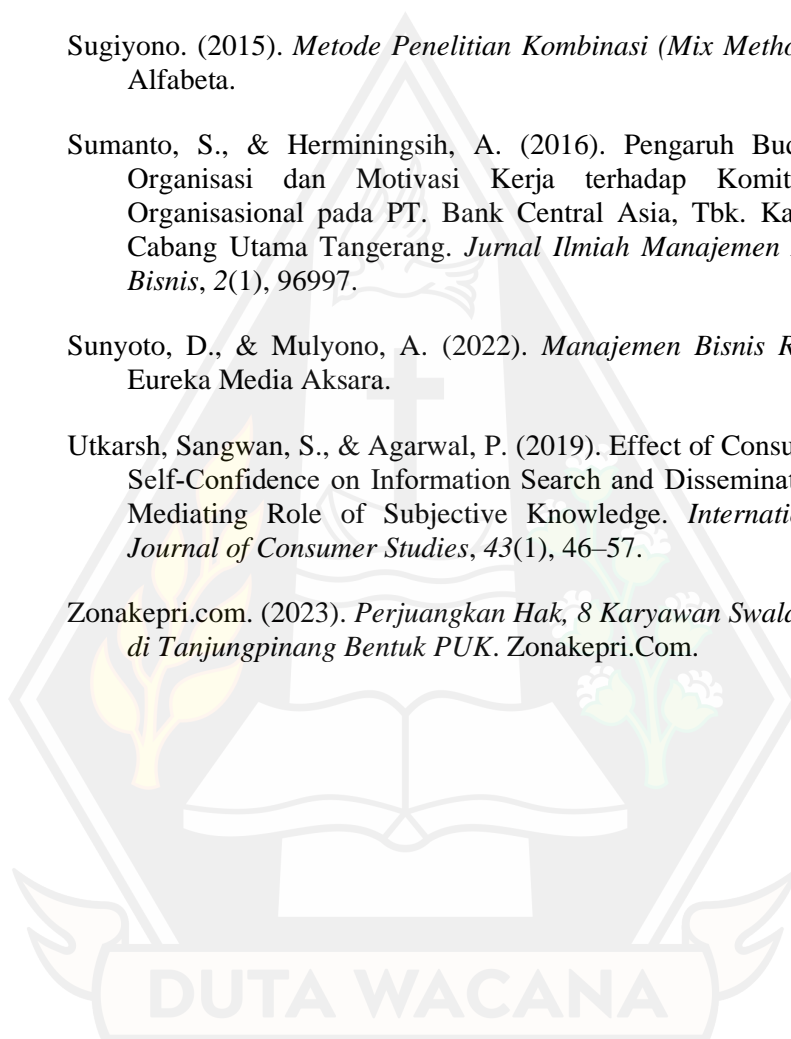 Sugiyono. (2015). Metode Penelitian Kombinasi (Mix Metho
Alfabeta.
Sumanto, S., & Herminingsih, A. (2016). Pengaruh Bud
Organisasi dan Motivasi Kerja terhadap Komit
Organisasional pada PT. Bank Central Asia, Tbk. Ka
Cabang Utama Tangerang. Jurnal Ilmiah Manajemen
Bisnis, 2(1), 96997.
Sunyoto, D., & Mulyono, A. (2022). Manajemen Bisnis R
Eureka Media Aksara.
Utkarsh, Sangwan, S., & Agarwal, P. (2019). Effect of Consu
Self-Confidence on Information Search and Disseminat
Mediating Role of Subjective Knowledge. Internatio
Journal of Consumer Studies, 43(1), 46–57.
Zonakepri.com. (2023). Perjuangkan Hak, 8 Karyawan Swala
di Tanjungpinang Bentuk PUK. Zonakepri.Com.
DUTA WACANA